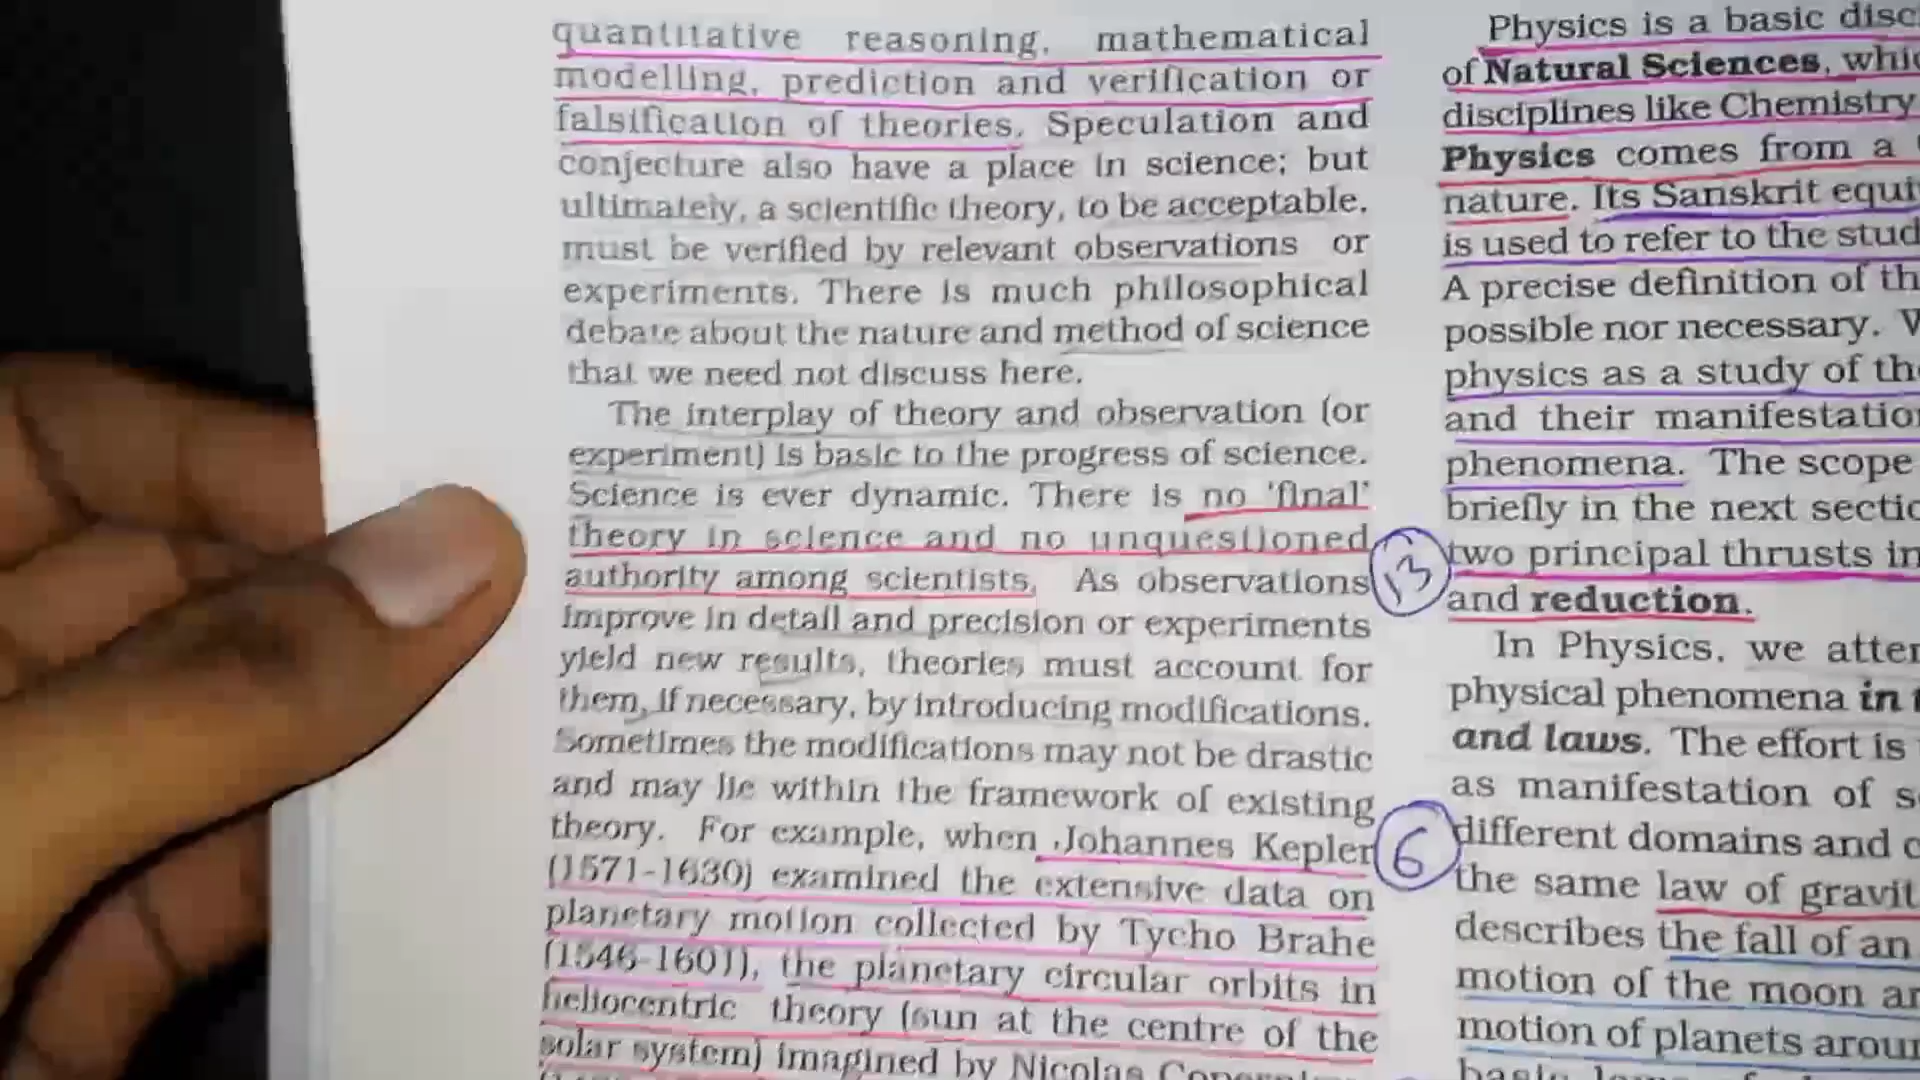 quantitative reasoning, mathematical
modelling, prediction and verification or
falsification of theories. Speculation and
conjecture also have a place in science; but
ultimately, a scientific theory, to be acceptable,
must be verified by relevant observations or
experiments. There is much philosophical
debate about the nature and method of science
that we need not discuss here.
The interplay of theory and observation (or
experiment) is basic to the progress of science.
Science is ever dynamic. There is no 'final'
theory in science and no unquestioned
authority among scientists. As observations
improve in detail and precision or experiments
yield new results, theories must account for
them, if necessary, by introducing modifications.
Sometimes the modifications may not be drastic
and may lie within the framework of existing
theory. For example, when Johannes Kepler
(1571-1630) examined the extensive data on
planetary motion collected by Tycho Brahe
(1546-1601), the planetary circular orbits in
heliocentric theory (sun at the centre of the
solar system) imagined by Nicolas
Physics is a basic
of Natural Sciences,
disciplines like Chemistry
Physics comes from a
nature. Its Sanskrit
is used to refer to the
A precise definition of
possible nor necessary.
physics as a study of
and their
phenomena. The scope
briefly in the next
13 two principal thrusts in
and reduction.
In Physics, we
physical phenomena in
and laws. The effort is
as manifestation of
6 different domains and
the same law of
describes the fall of an
motion of the moon
motion of planets
basic